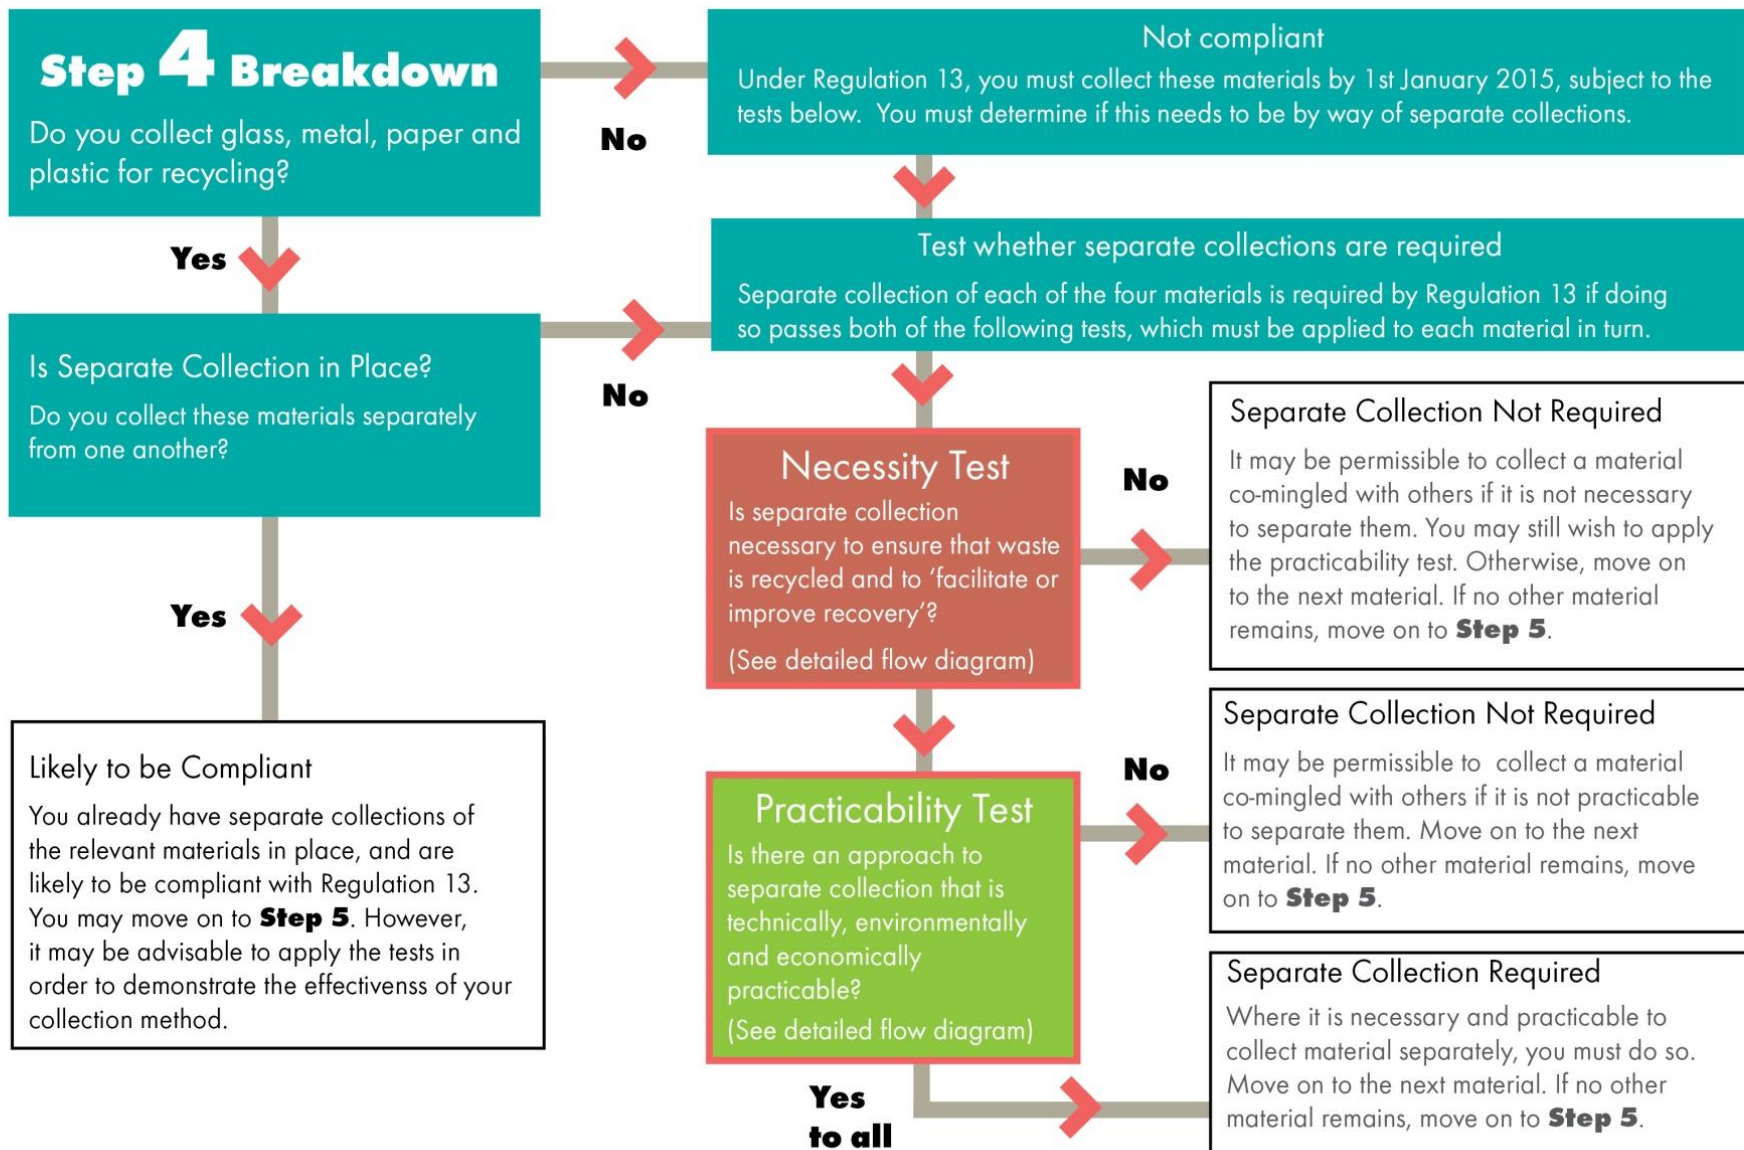 Step 4 Breakdown
Do you collect glass, metal, paper and
plastic for recycling?
No
Not compliant
Under Regulation 13, you must collect these materials by 1st January 2015, subject to the
tests below. You must determine if this needs to be by way of separate collections.
Yes
Test whether separate collections are required
Separate collection of each of the four materials is required by Regulation 13 if doing
so passes both of the following tests, which must be applied to each material in turn.
Is Separate Collection in Place?
Do you collect these materials separately
from one another?
No
Necessity Test
Is separate collection
necessary to ensure that waste
is recycled and to ‘facilitate or
improve recovery’?
(See detailed flow diagram)
No
Separate Collection Not Required
It may be permissible to collect a material
co-mingled with others if it is not necessary
to separate them. You may still wish to apply
the practicability test. Otherwise, move on
to the next material. If no other material
remains, move on to Step 5.
Yes
Likely to be Compliant
You already have separate collections of
the relevant materials in place, and are
likely to be compliant with Regulation 13.
You may move on to Step 5. However,
it may be advisable to apply the tests in
order to demonstrate the effectivenss of your
collection method.
Practicability Test
Is there an approach to
separate collection that is
technically, environmentally
and economically
practicable?
(See detailed flow diagram)
No
Separate Collection Not Required
It may be permissible to collect a material
co-mingled with others if it is not practicable
to separate them. Move on to the next
material. If no other material remains, move
on to Step 5.
Yes
to all
Separate Collection Required
Where it is necessary and practicable to
collect material separately, you must do so.
Move on to the next material. If no other
material remains, move on to Step 5.